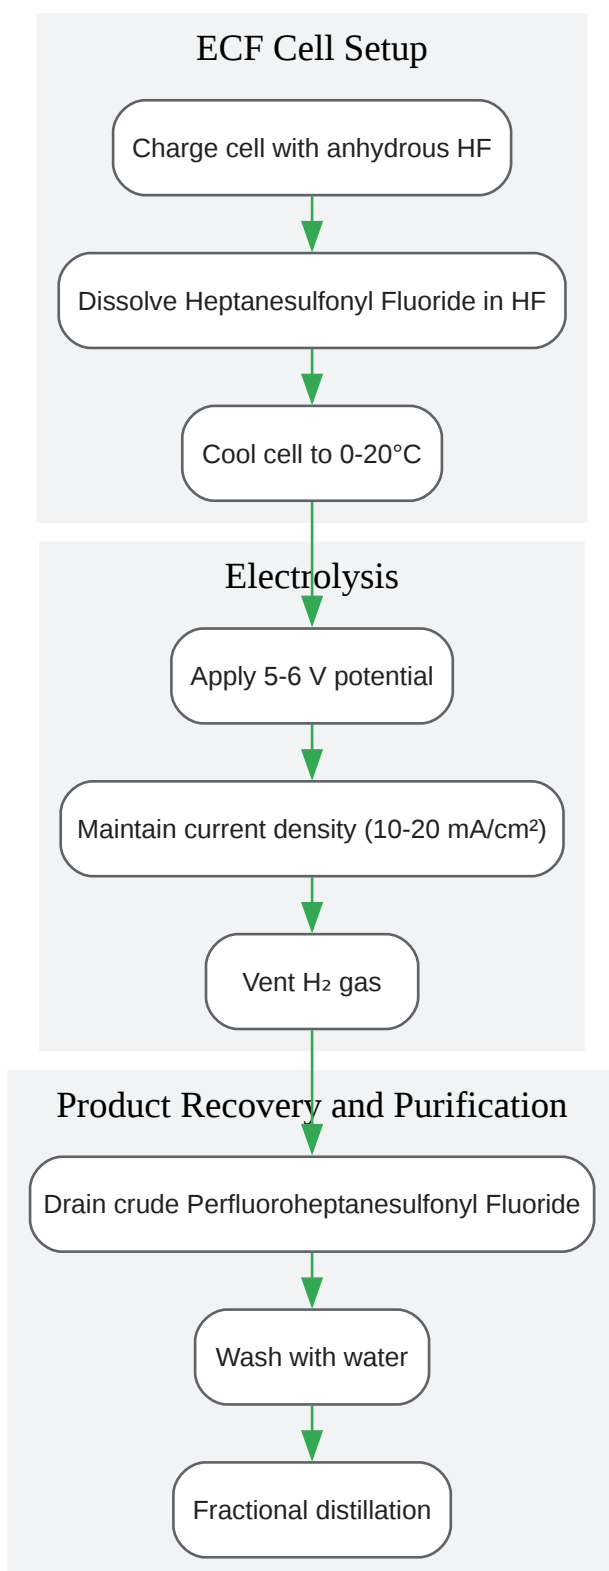 ECF Cell Setup
Charge cell with anhydrous HF
Dissolve Heptanesulfonyl Fluoride in HF
Cool cell to 0-20°C
Electrolysis
Apply 5-6 V potential
Maintain current density (10-20 mA/cm²)
Vent H₂ gas
Product Recovery and Purification
Drain crude Perfluoroheptanesulfonyl Fluoride
Wash with water
Fractional distillation